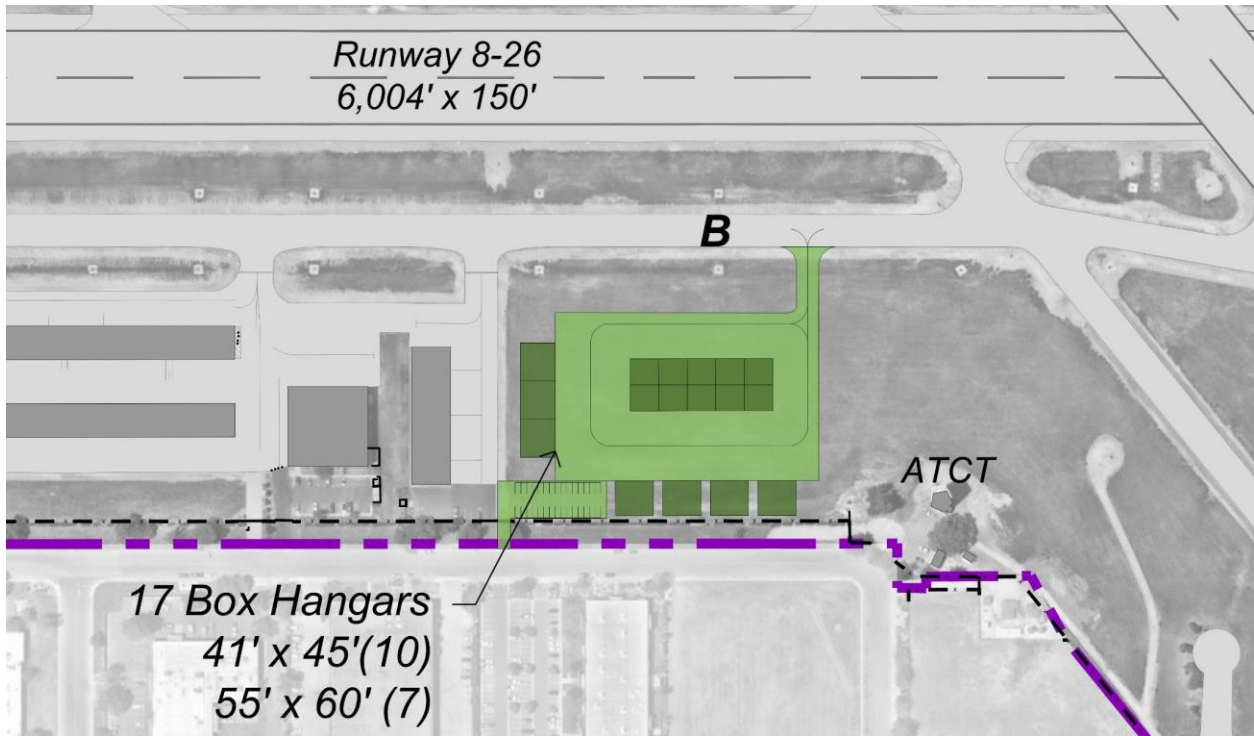 Runway 8-26
6,004' x 150'
B
ATCT
17 Box Hangars
41' x 45'(10)
55' x 60' (7)